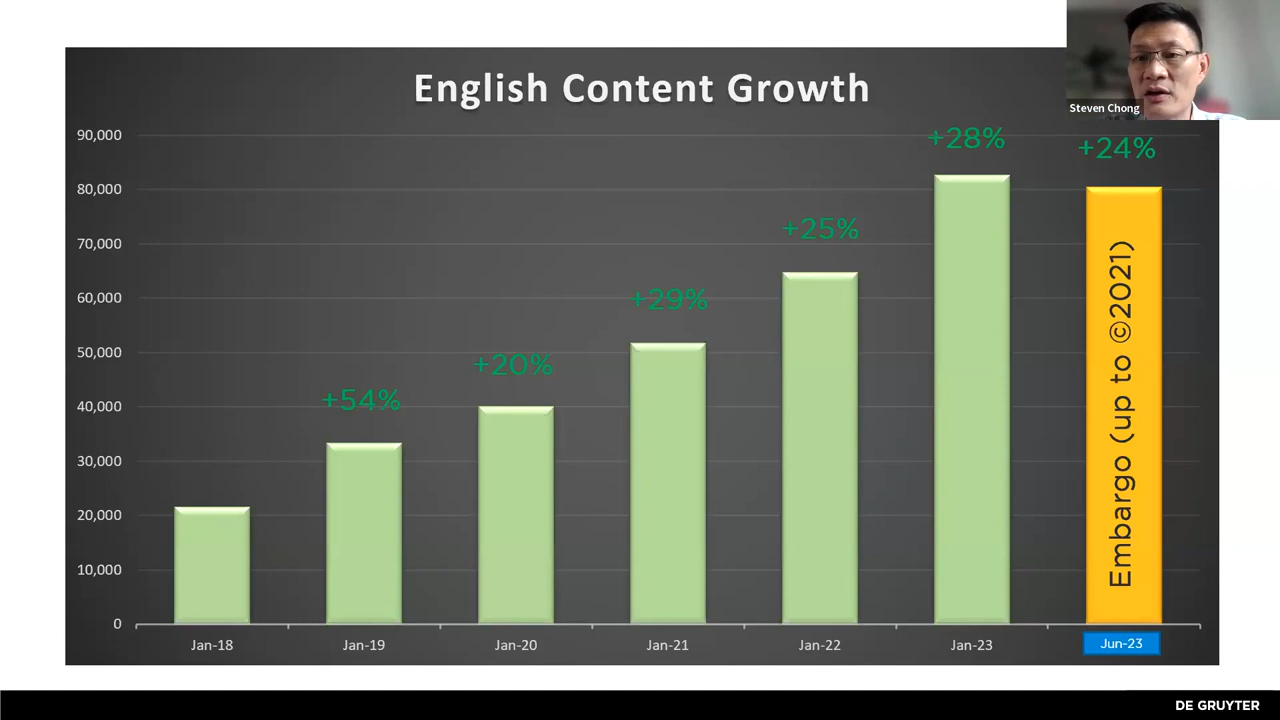 Steven Chong
English Content Growth
90,000
80,000
70,000
60,000
50,000
40,000
30,000
20,000
10,000
0
+54%
+20%
+29%
+25%
+28%
+24%
Embargo (up to ©2021)
Jan-18
Jan-19
Jan-20
Jan-21
Jan-22
Jan-23
Jun-23
DE GRUYTER